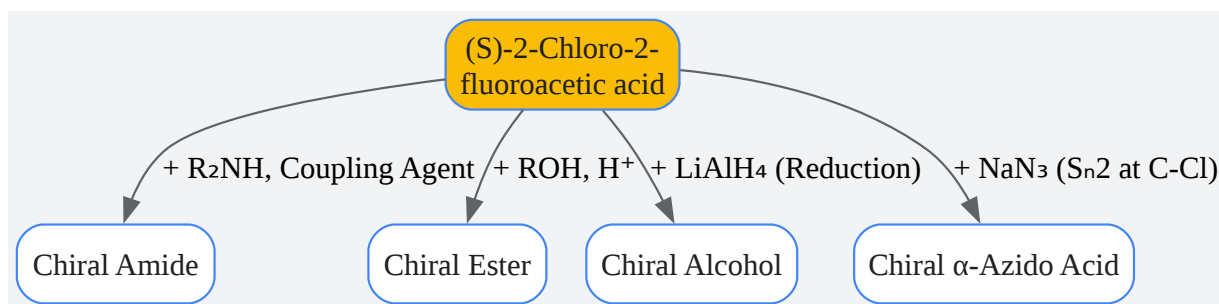 (S)-2-Chloro-2-
fluoroacetic acid
+ R₂NH, Coupling Agent
+ ROH, H⁺
+ LiAlH₄ (Reduction)
+ NaN₃ (Sₙ2 at C-Cl)
Chiral Amide
Chiral Ester
Chiral Alcohol
Chiral α-Azido Acid